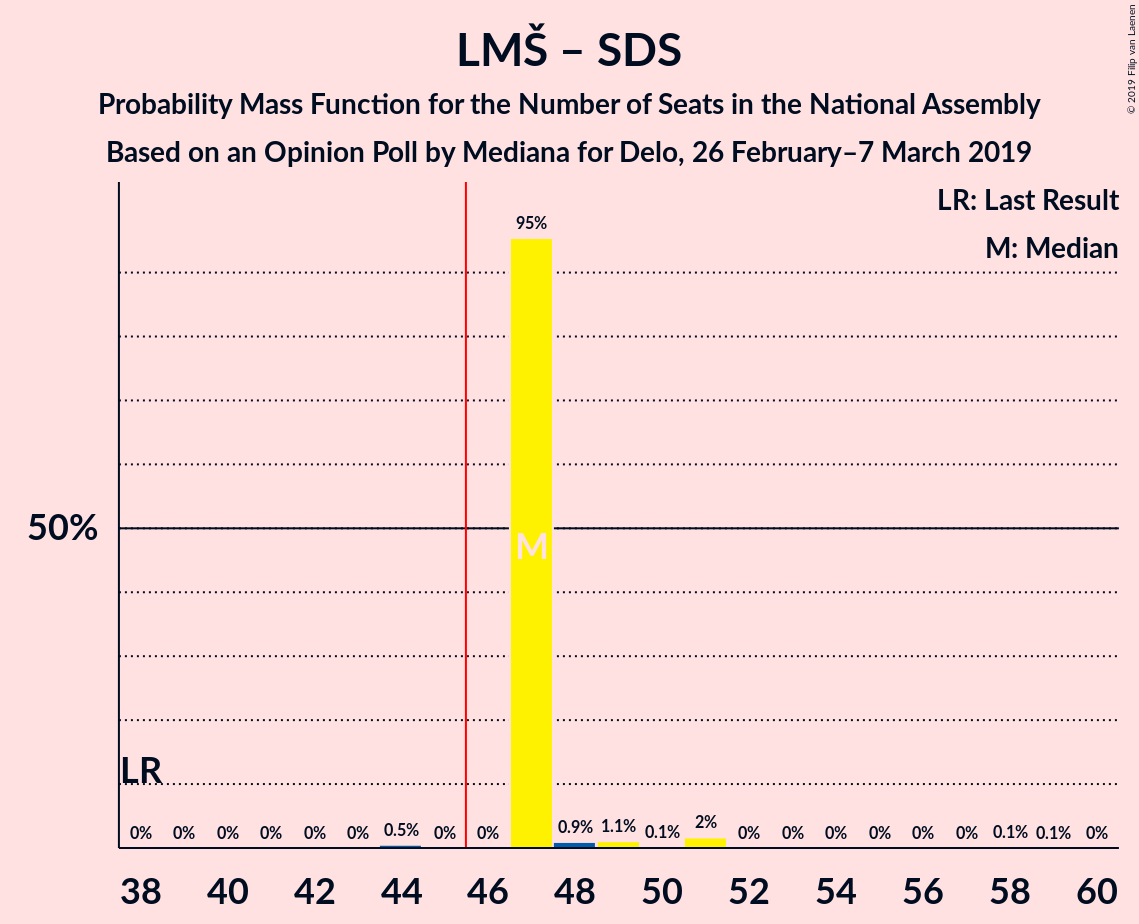 LMŠ – SDS
Probability Mass Function for the Number of Seats in the National Assembly
Based on an Opinion Poll by Mediana for Delo, 26 February–7 March 2019
© 2019 Filip van Laenen
LR: Last Result
M: Median
95%
50%
M
LR
0% 0% 0% 0% 0% 0% 0.5% 0% 0% 0.9% 1.1% 0.1% 2% 0% 0% 0% 0% 0% 0% 0.1% 0.1% 0%
38 40 42 44 46 48 50 52 54 56 58 60